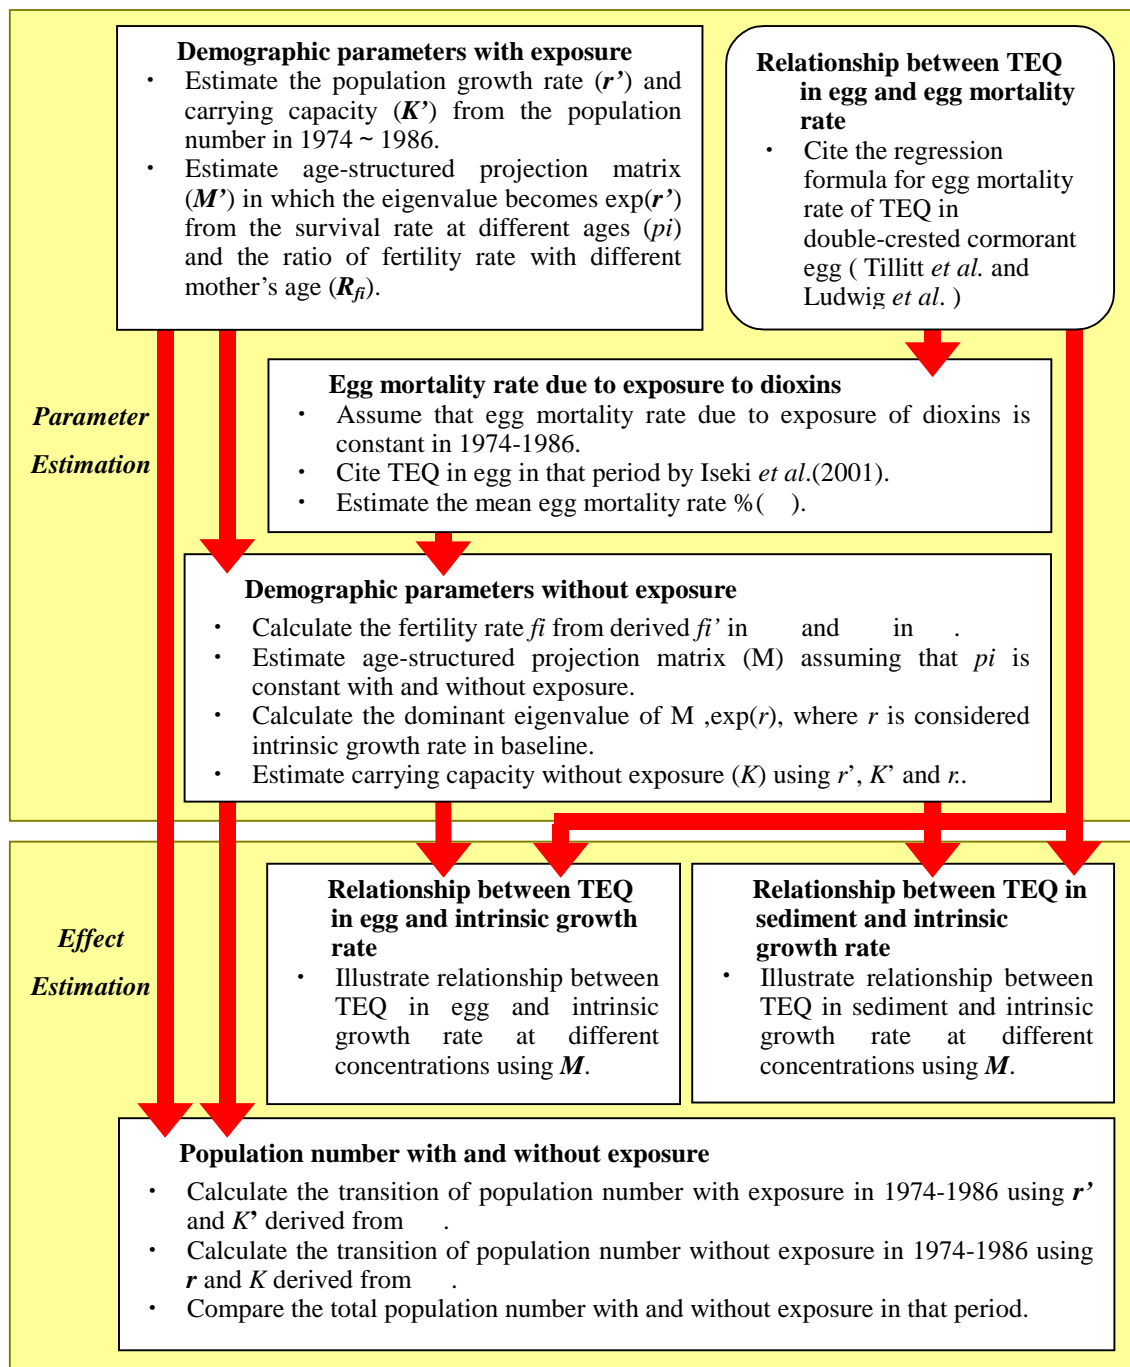 Demographic parameters with exposure
・ Estimate the population growth rate (r’) and
carrying capacity (K’) from the population
number in 1974 ~ 1986.
・ Estimate age-structured projection matrix
(M’) in which the eigenvalue becomes exp(r’)
from the survival rate at different ages (pi)
and the ratio of fertility rate with different
mother’s age (Rfi).
Relationship between TEQ
in egg and egg mortality
rate
・ Cite the regression
formula for egg mortality
rate of TEQ in
double-crested cormorant
egg ( Tillitt et al. and
Ludwig et al. )
Parameter
Estimation
Egg mortality rate due to exposure to dioxins
・ Assume that egg mortality rate due to exposure of dioxins is
constant in 1974-1986.
・ Cite TEQ in egg in that period by Iseki et al.(2001).
・ Estimate the mean egg mortality rate %( ).
Demographic parameters without exposure
・ Calculate the fertility rate fi from derived fi’ in and in .
・ Estimate age-structured projection matrix (M) assuming that pi is
constant with and without exposure.
・ Calculate the dominant eigenvalue of M ,exp(r), where r is considered
intrinsic growth rate in baseline.
・ Estimate carrying capacity without exposure (K) using r’, K’ and r..
Effect
Estimation
Relationship between TEQ
in egg and intrinsic growth
rate
・ Illustrate relationship between
TEQ in egg and intrinsic
growth rate at different
concentrations using M.
Relationship between TEQ in
sediment and intrinsic
growth rate
・ Illustrate relationship between
TEQ in sediment and intrinsic
growth rate at different
concentrations using M.
Population number with and without exposure
・ Calculate the transition of population number with exposure in 1974-1986 using r’
and K’ derived from .
・ Calculate the transition of population number without exposure in 1974-1986 using
r and K derived from .
・ Compare the total population number with and without exposure in that period.